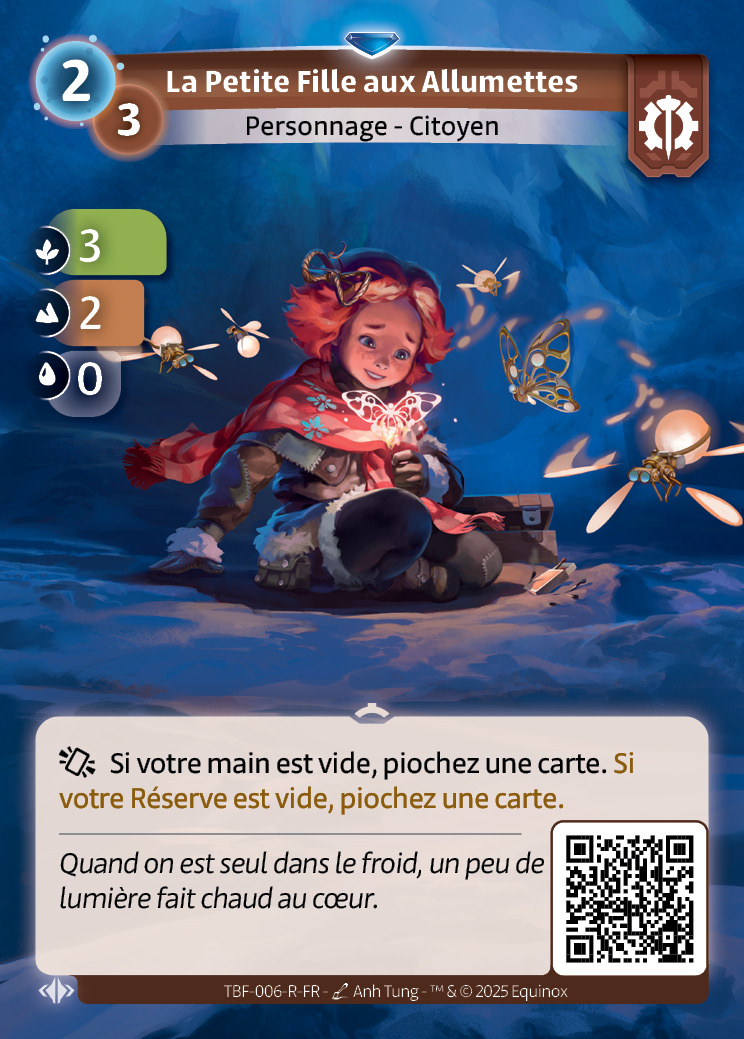 2
La Petite Fille aux Allumettes
3
Personnage - Citoyen
3
2
0
Si votre main est vide, piochez une carte. Si
votre Réserve est vide, piochez une carte.
Quand on est seul dans le froid, un peu de
lumière fait chaud au cœur.
TBF-006-R-FR - Anh Tung - ™ & © 2025 Equinox